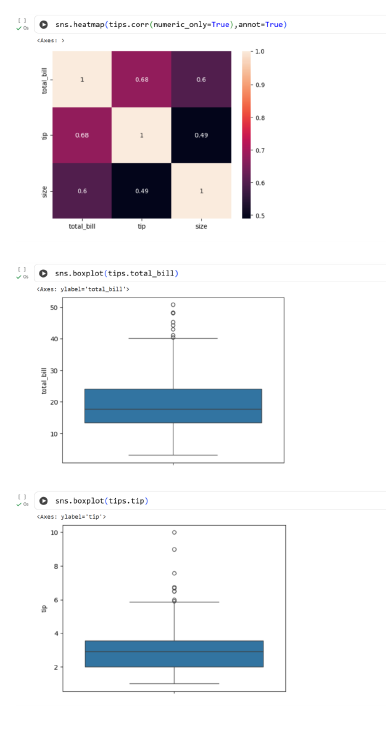 [ ] sns.heatmap(tips.corr(numeric_only=True),annot=True)
0s
<Axes: >
1.0
0.9
0.8
0.7
0.6
0.5
total_bill
tip
size
1 0.68 0.6
0.68 1 0.49
0.6 0.49 1
total_bill tip size
[ ] sns.boxplot(tips.total_bill)
0s
<Axes: ylabel='total_bill'>
50
40
30
20
10
total_bill
[ ] sns.boxplot(tips.tip)
0s
<Axes: ylabel='tip'>
10
8
6
4
2
tip